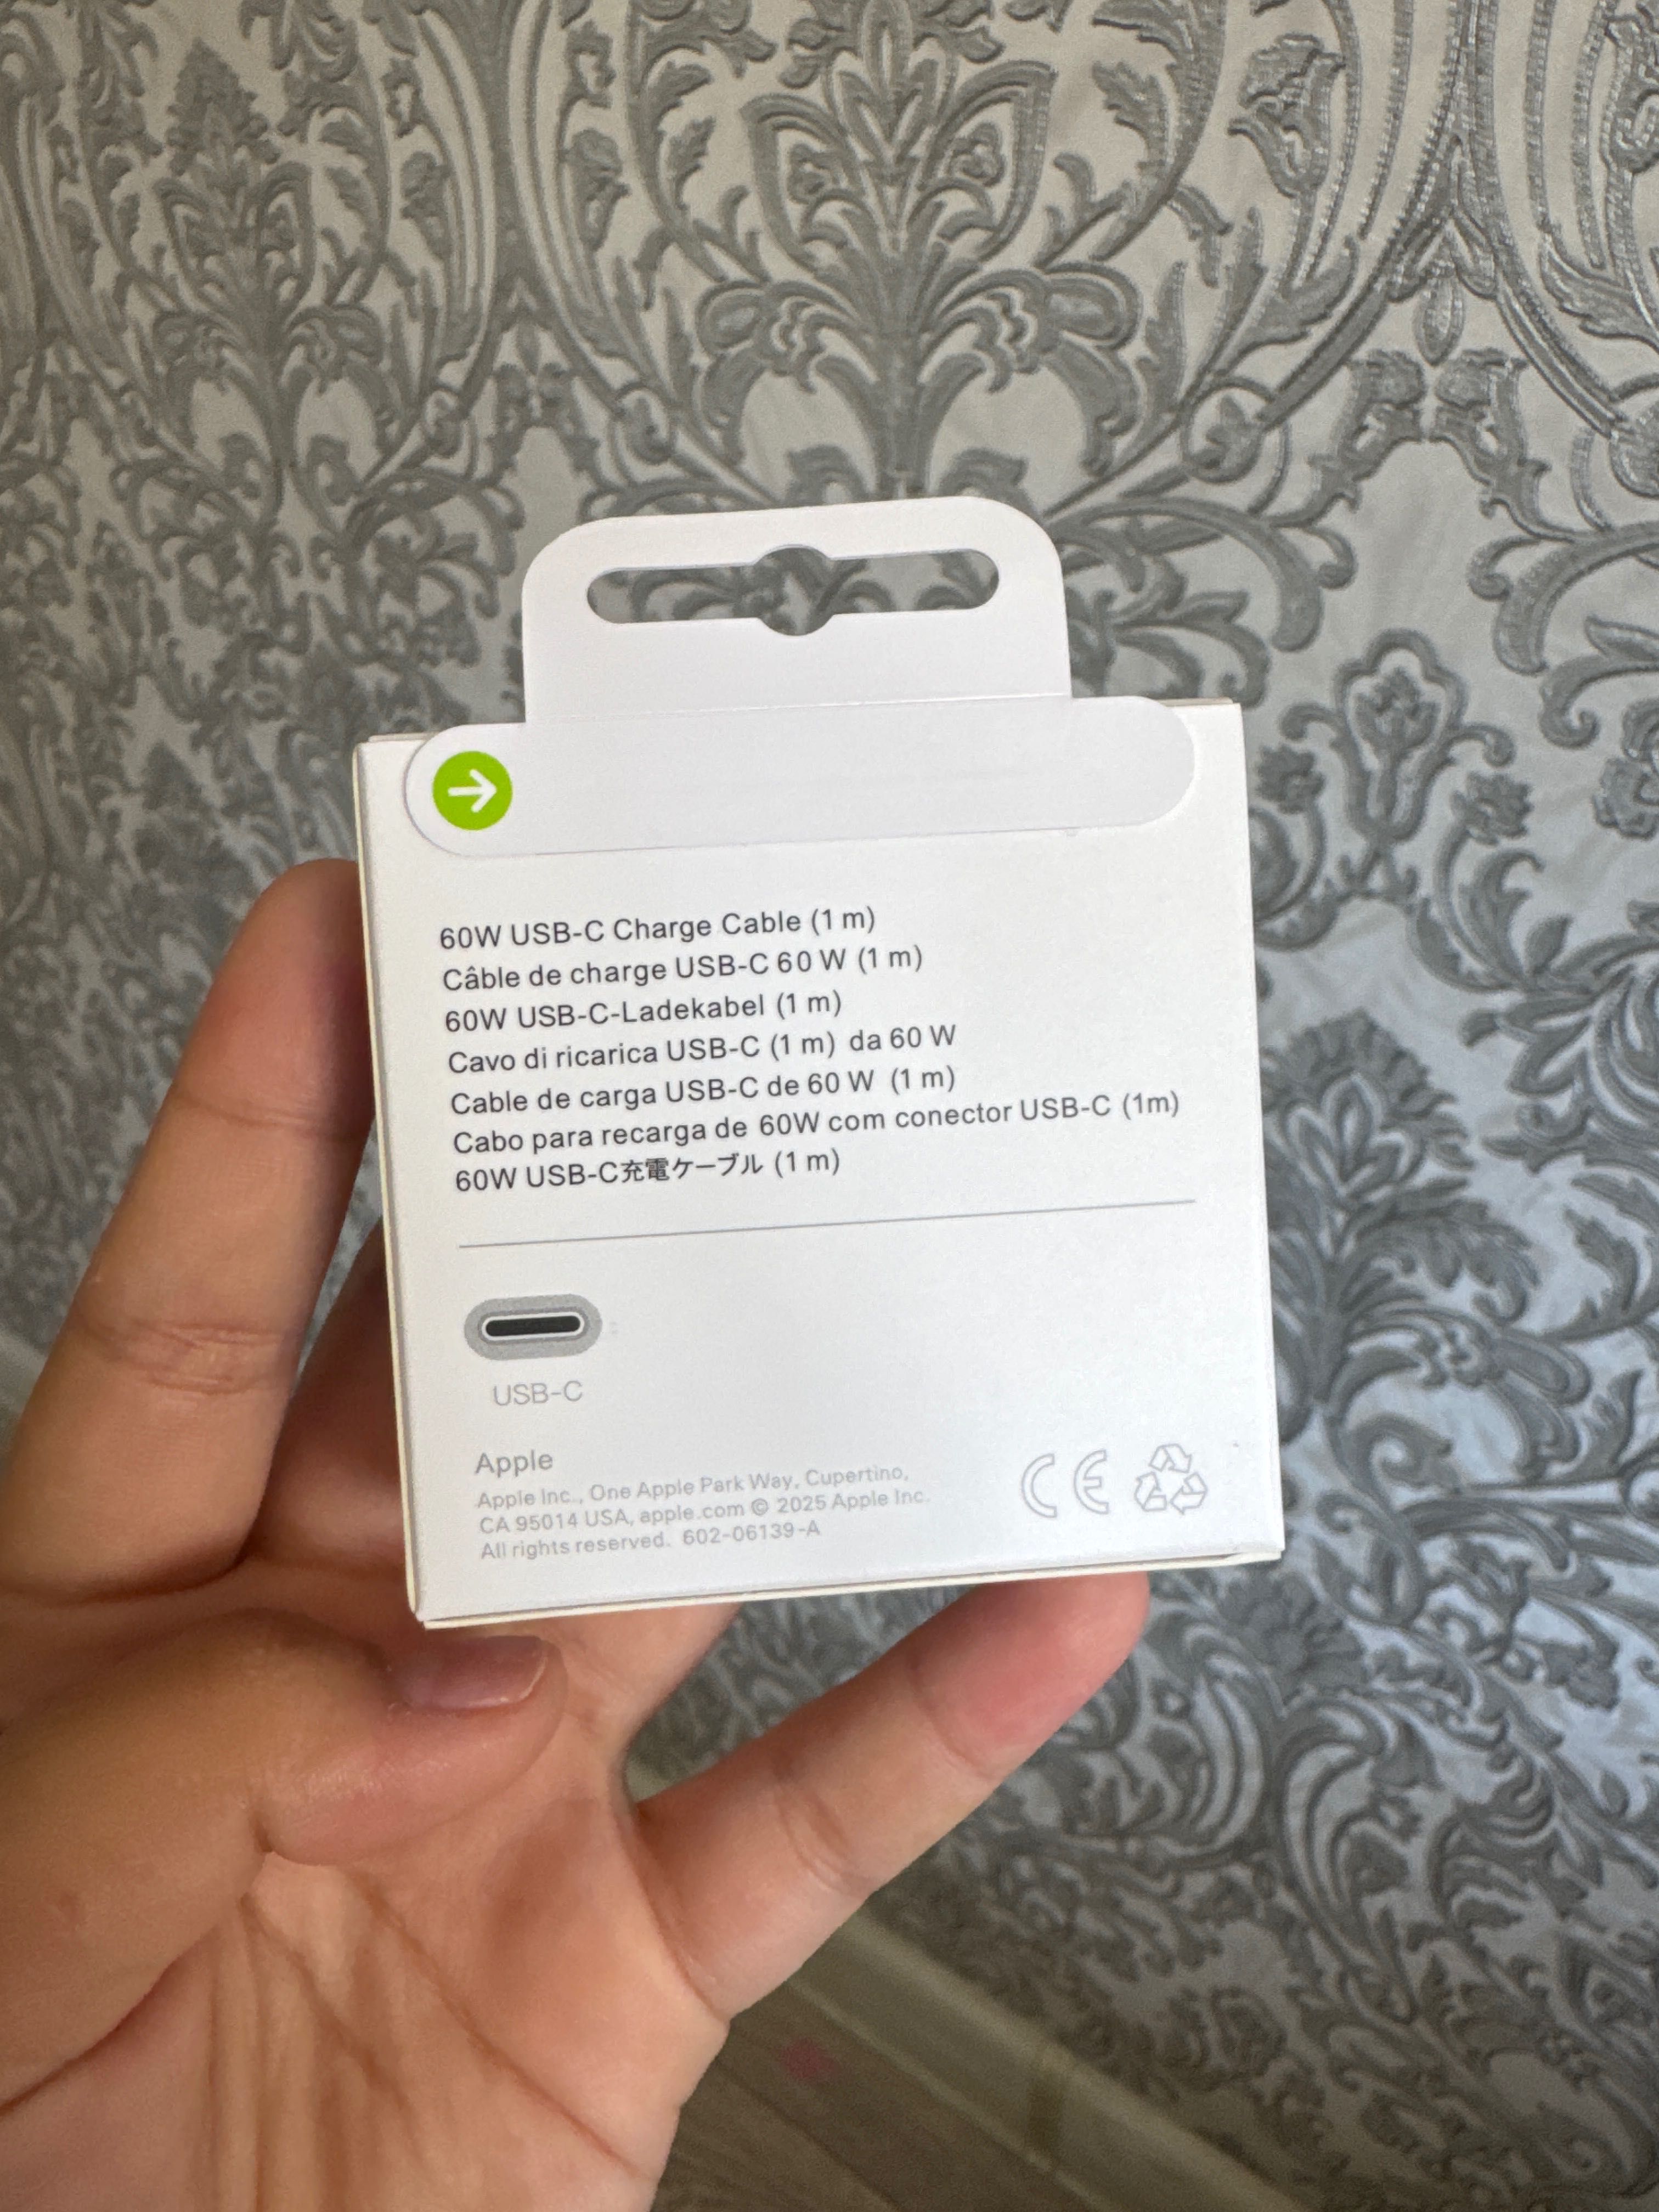 60W USB-C Charge Cable (1 m)
Câble de charge USB-C 60 W (1 m)
60W USB-C-Ladekabel (1 m)
Cavo di ricarica USB-C (1 m) da 60 W
Cable de carga USB-C de 60 W (1 m)
Cabo para recarga de 60W com conector USB-C (1m)
60W USB-C充電ケーブル (1 m)
USB-C
Apple
Apple Inc., One Apple Park Way, Cupertino,
CA 95014 USA, apple.com © 2025 Apple Inc.
All rights reserved. 602-06139-A
CE